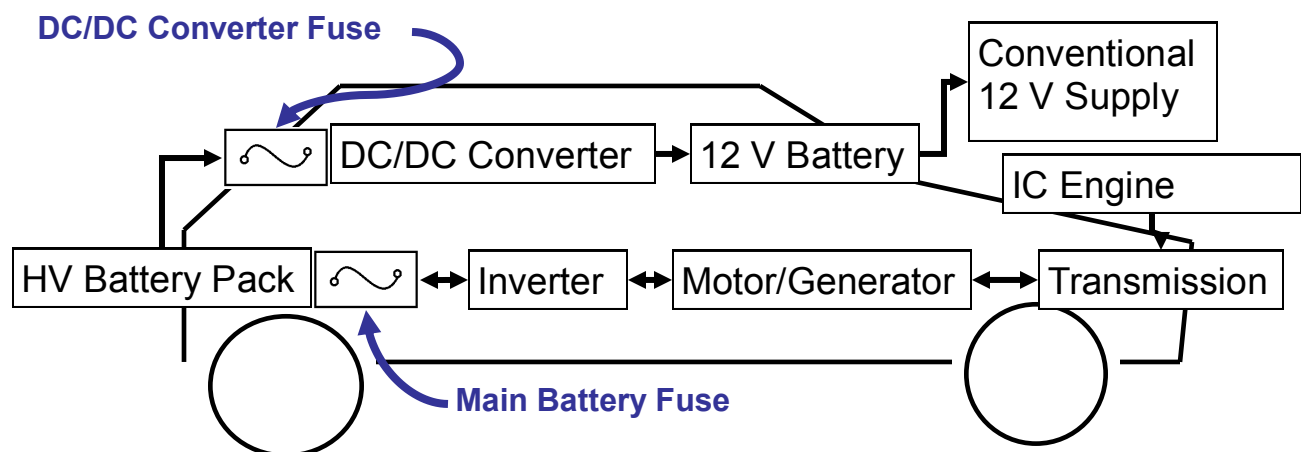 DC/DC Converter Fuse
Conventional
12 V Supply
DC/DC Converter
12 V Battery
IC Engine
HV Battery Pack
Inverter
Motor/Generator
Transmission
Main Battery Fuse